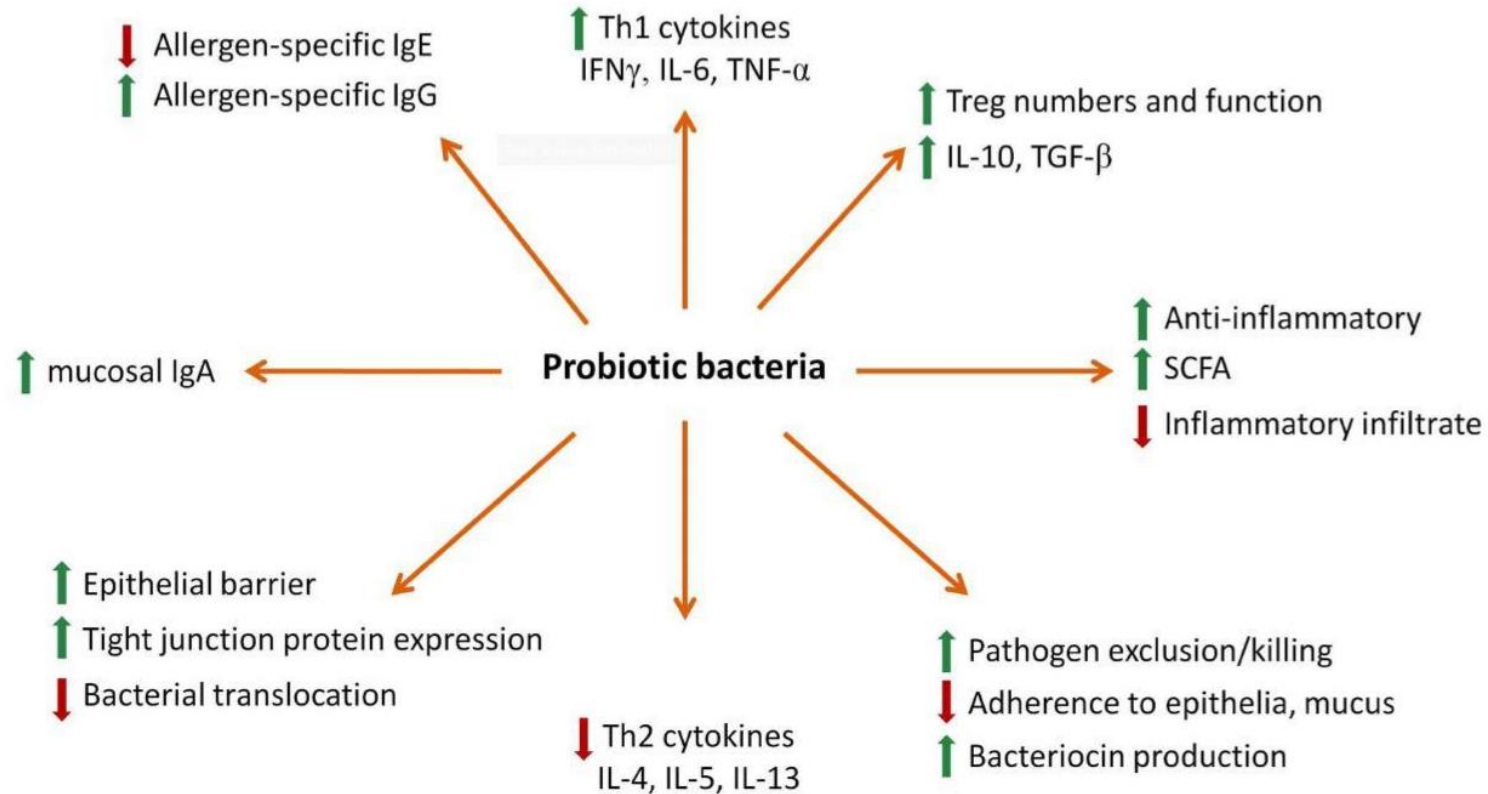 Allergen-specific IgE
Allergen-specific IgG
Th1 cytokines
IFNγ, IL-6, TNF-α
Treg numbers and function
IL-10, TGF-β
mucosal IgA
Probiotic bacteria
Anti-inflammatory
SCFA
Inflammatory infiltrate
Epithelial barrier
Tight junction protein expression
Bacterial translocation
Th2 cytokines
IL-4, IL-5, IL-13
Pathogen exclusion/killing
Adherence to epithelia, mucus
Bacteriocin production